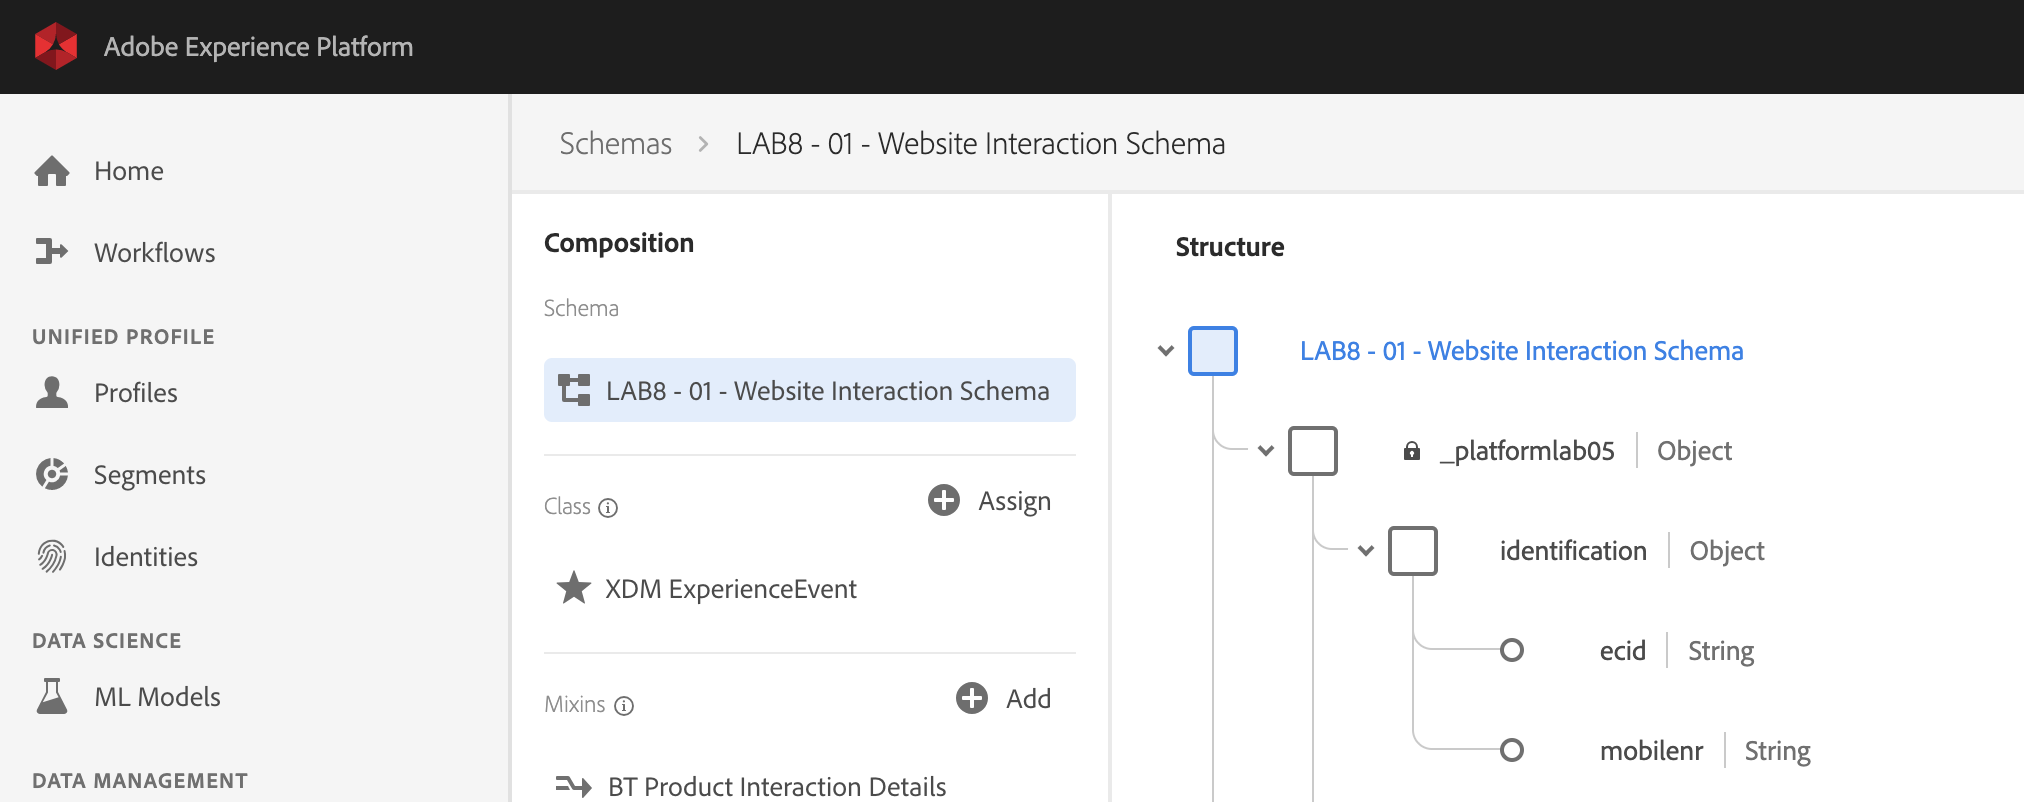 Adobe Experience Platform
Home
Workflows
UNIFIED PROFILE
Profiles
Segments
Identities
DATA SCIENCE
ML Models
DATA MANAGEMENT
Schemas > LAB8 - 01 - Website Interaction Schema
Composition
Schema
LAB8 - 01 - Website Interaction Schema
Class
Assign
XDM ExperienceEvent
Mixins
Add
BT Product Interaction Details
Structure
LAB8 - 01 - Website Interaction Schema
_platformlab05 | Object
identification | Object
ecid | String
mobilenr | String